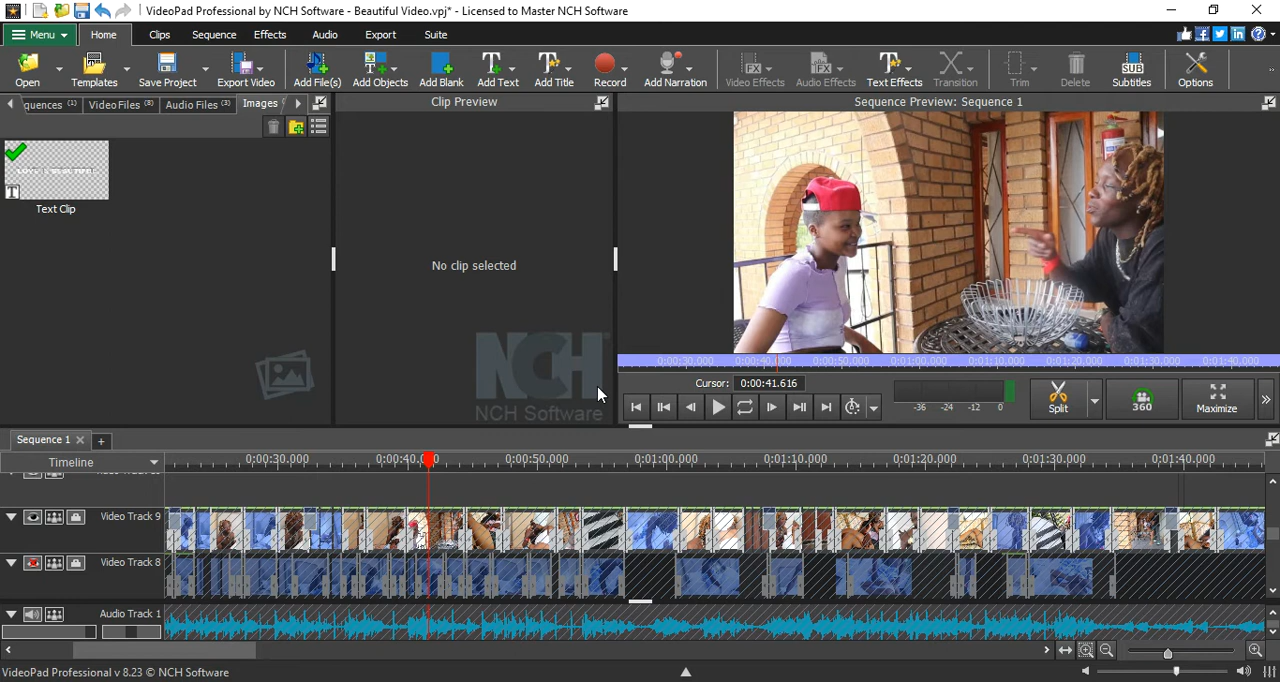 VideoPad Professional by NCH Software - Beautiful Video.vpj* - Licensed to Master NCH Software
Menu Home Clips Sequence Effects Audio Export Suite
Open Templates Save Project Export Video Add File(s) Add Objects Add Blank Add Text Add Title Record Add Narration Video Effects Audio Effects Text Effects Transition Trim Delete Subtitles Options
SUB
quences (1) Video Files (8) Audio Files (3) Images
Clip Preview
Sequence Preview: Sequence 1
LOVE IS BEAUTIFUL
T
Text Clip
No clip selected
NCH
NCH Software
0:00:30.000 0:00:40.000 0:00:50.000 0:01:00.000 0:01:10.000 0:01:20.000 0:01:30.000 0:01:40.000
Cursor: 0:00:41.616
-36 -24 -12 0
Split
360
Maximize
Sequence 1
Timeline
0:00:30.000 0:00:40.000 0:00:50.000 0:01:00.000 0:01:10.000 0:01:20.000 0:01:30.000 0:01:40.000
Video Track 9
Video Track 8
Audio Track 1
VideoPad Professional v 8.23 © NCH Software